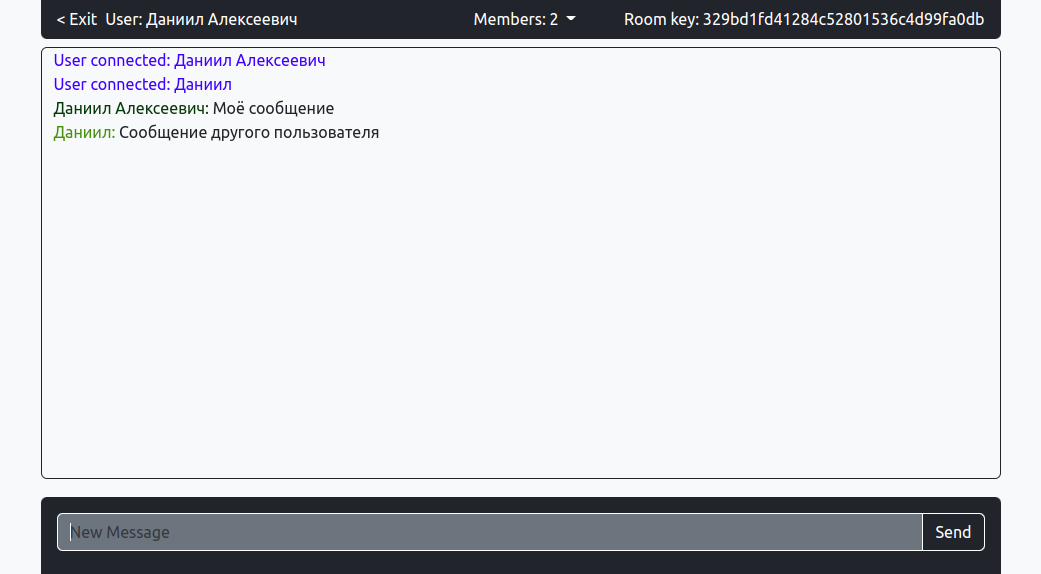 < Exit User: Даниил Алексеевич Members: 2 Room key: 329bd1fd41284c52801536c4d99fa0db
User connected: Даниил Алексеевич
User connected: Даниил
Даниил Алексеевич: Моё сообщение
Даниил: Сообщение другого пользователя
New Message Send